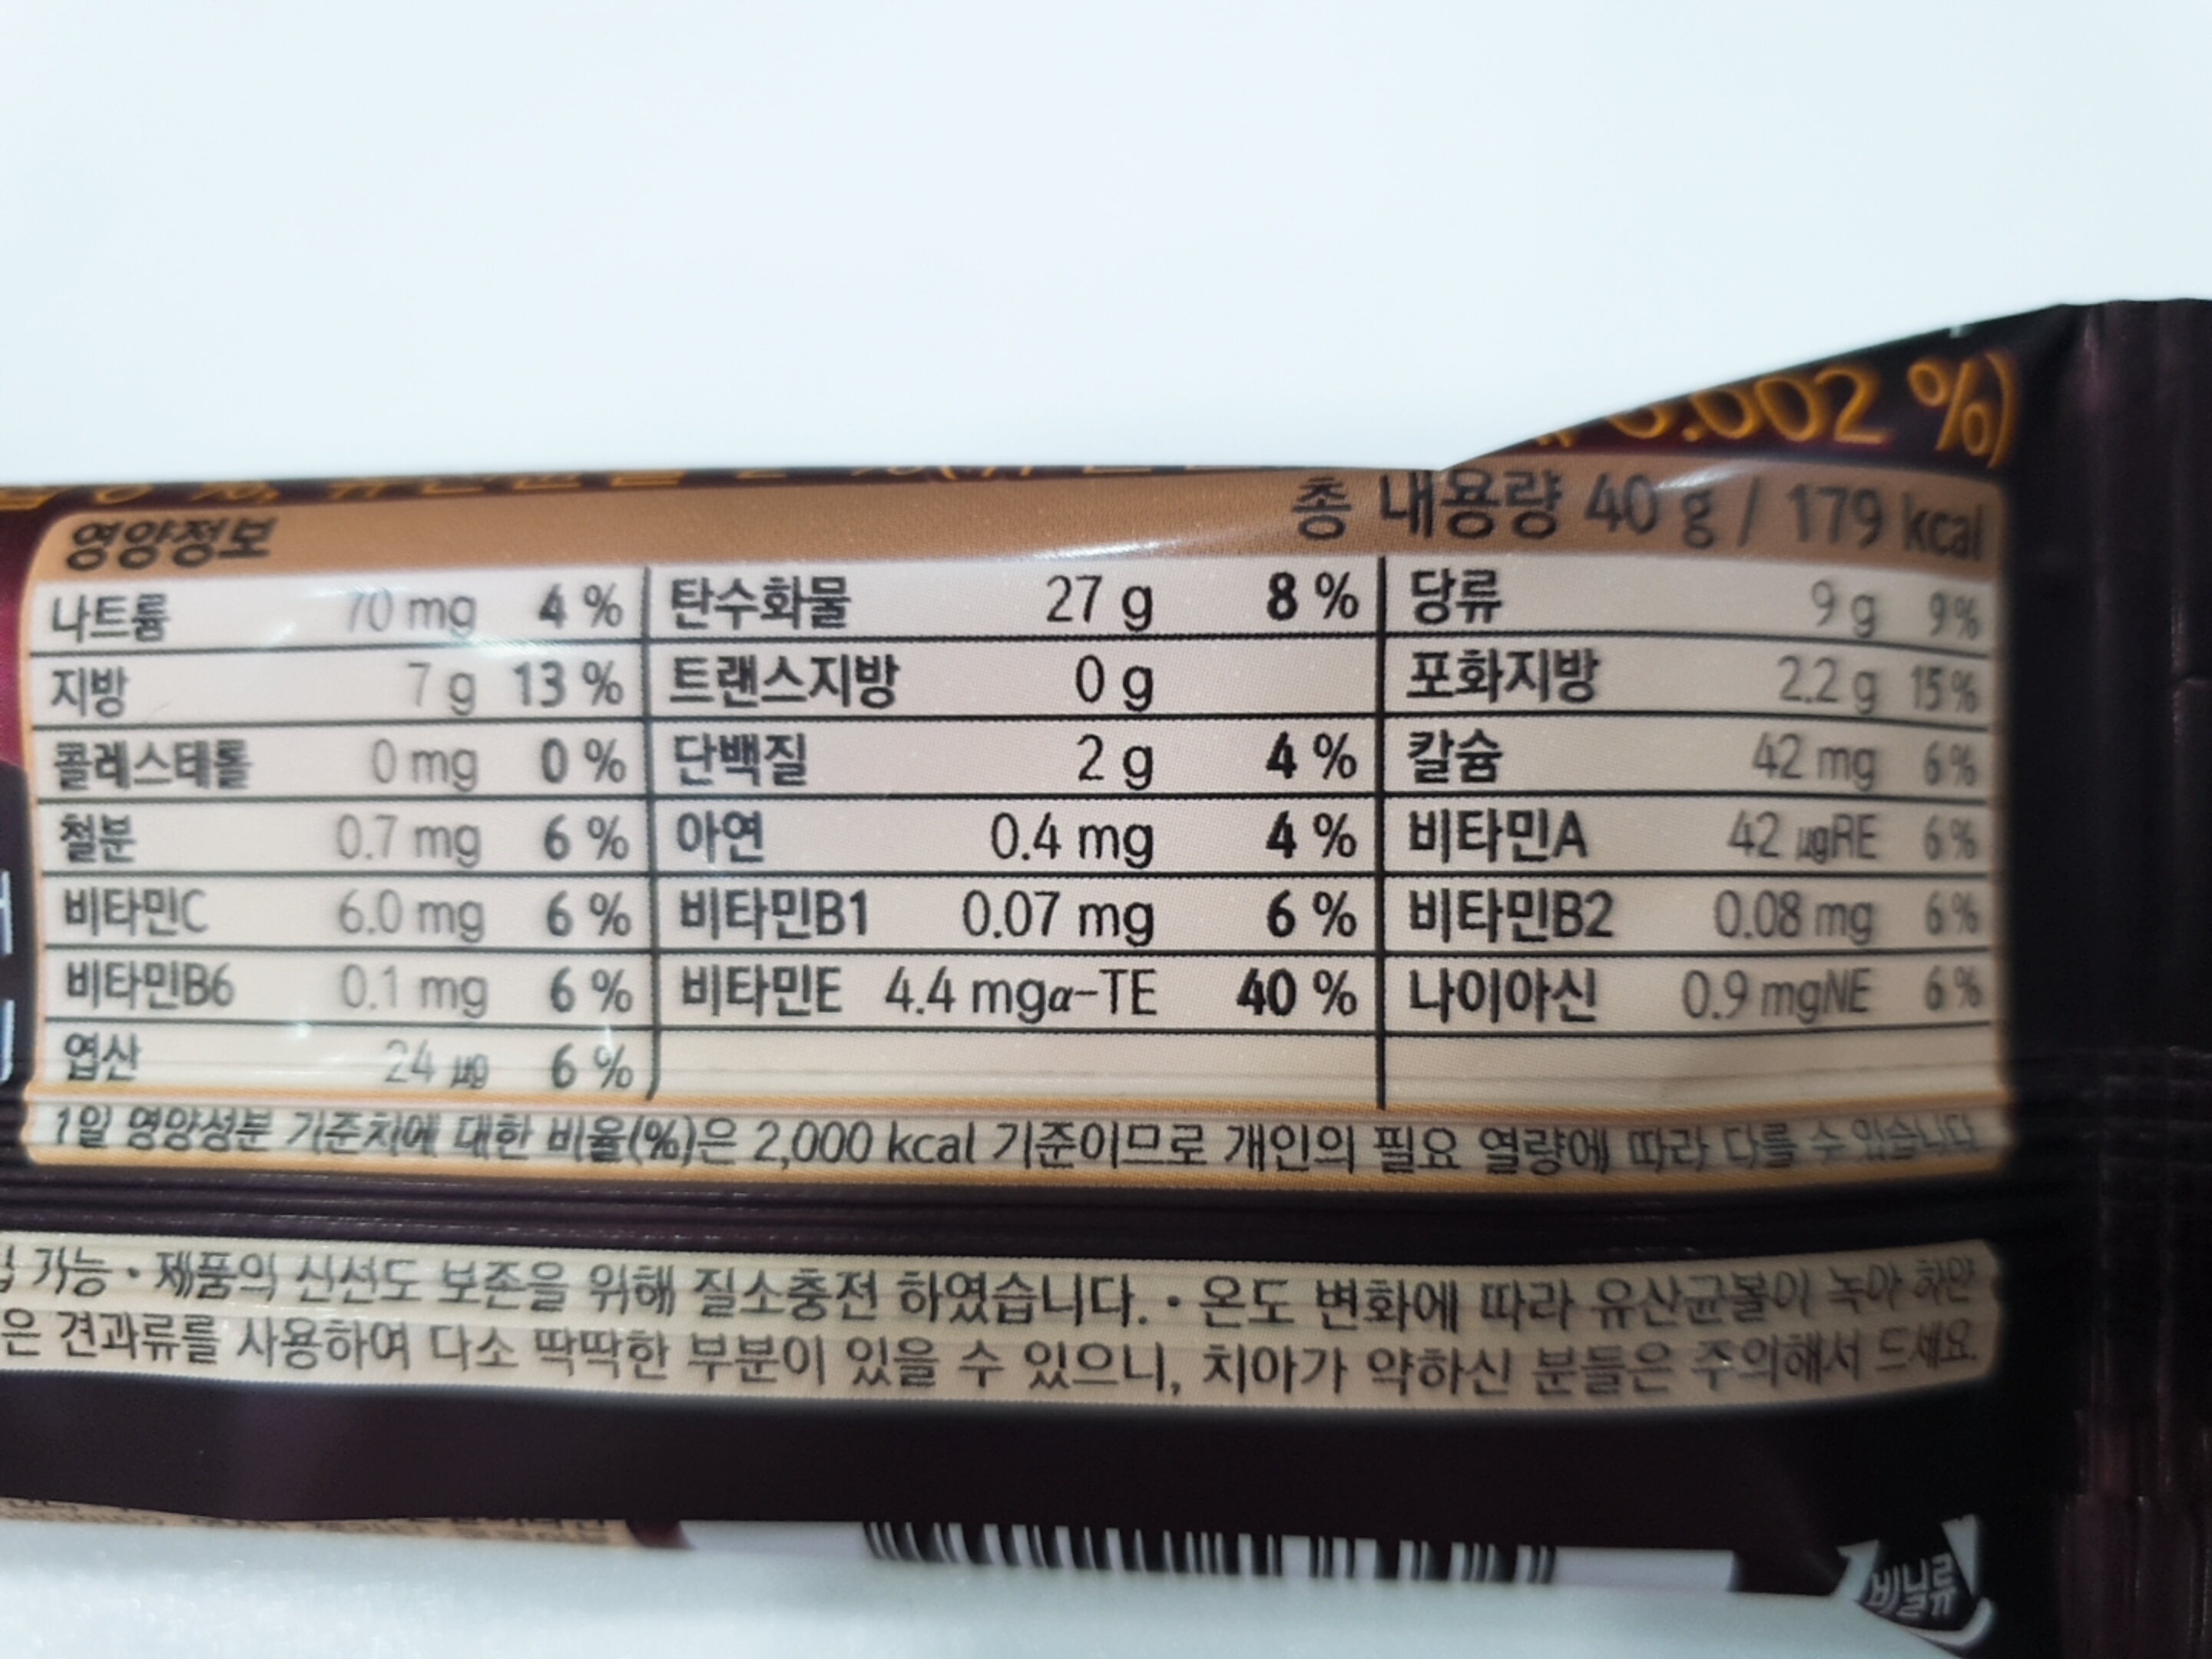 0.002 %)
영양정보 총 내용량 40 g / 179 kcal
나트륨 70 mg 4 % 탄수화물 27 g 8 % 당류 9 g 9 %
지방 7 g 13 % 트랜스지방 0 g 포화지방 2.2 g 15 %
콜레스테롤 0 mg 0 % 단백질 2 g 4 % 칼슘 42 mg 6 %
철분 0.7 mg 6 % 아연 0.4 mg 4 % 비타민A 42 μgRE 6 %
비타민C 6.0 mg 6 % 비타민B1 0.07 mg 6 % 비타민B2 0.08 mg 6 %
비타민B6 0.1 mg 6 % 비타민E 4.4 mgα-TE 40 % 나이아신 0.9 mgNE 6 %
엽산 24 μg 6 %
1일 영양성분 기준치에 대한 비율(%)은 2,000 kcal 기준이므로 개인의 필요 열량에 따라 다를 수 있습니다.
가능 • 제품의 신선도 보존을 위해 질소충전 하였습니다. • 온도 변화에 따라 유산균볼이 녹아 하얀
은 견과류를 사용하여 다소 딱딱한 부분이 있을 수 있으니, 치아가 약하신 분들은 주의해서 드세요.
비닐류